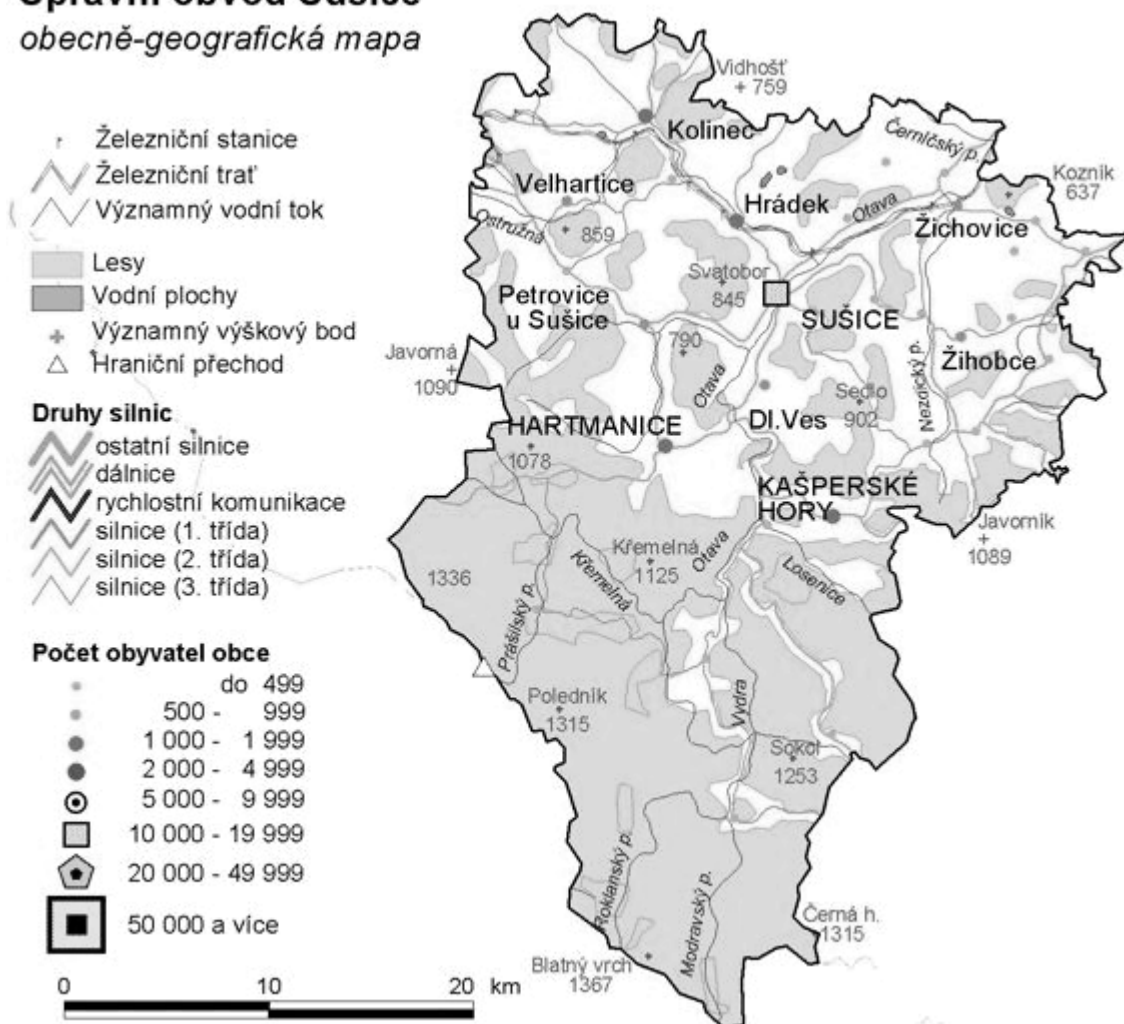 Správní obvod Sušice
obecně-geografická mapa
Železniční stanice
Železniční trať
Významný vodní tok
Lesy
Vodní plochy
Významný výškový bod
Hraniční přechod
Druhy silnic
ostatní silnice
dálnice
rychlostní komunikace
silnice (1. třída)
silnice (2. třída)
silnice (3. třída)
Počet obyvatel obce
do 499
500 - 999
1 000 - 1 999
2 000 - 4 999
5 000 - 9 999
10 000 - 19 999
20 000 - 49 999
50 000 a více
0 10 20 km
Vidhošť
+ 759
Kolinec
Černíčský p.
Kozník
637
Velhartice
Hrádek
Otava
Žichovice
Ostružná
859
Svatobor
845
Petrovice
u Sušice
SUŠICE
790
Javorná
1090
Otava
Sedlo
902
Nezdický p.
Žihobce
HARTMANICE
Dl.Ves
1078
KAŠPERSKÉ
HORY
Javorník
1089
1336
Křemelná
1125
Otava
Losenice
Křemelná
Prášilský p.
Poledník
1315
Vydra
Sokol
1253
Roklanský p.
Modravský p.
Černá h.
1315
Blatný vrch
1367